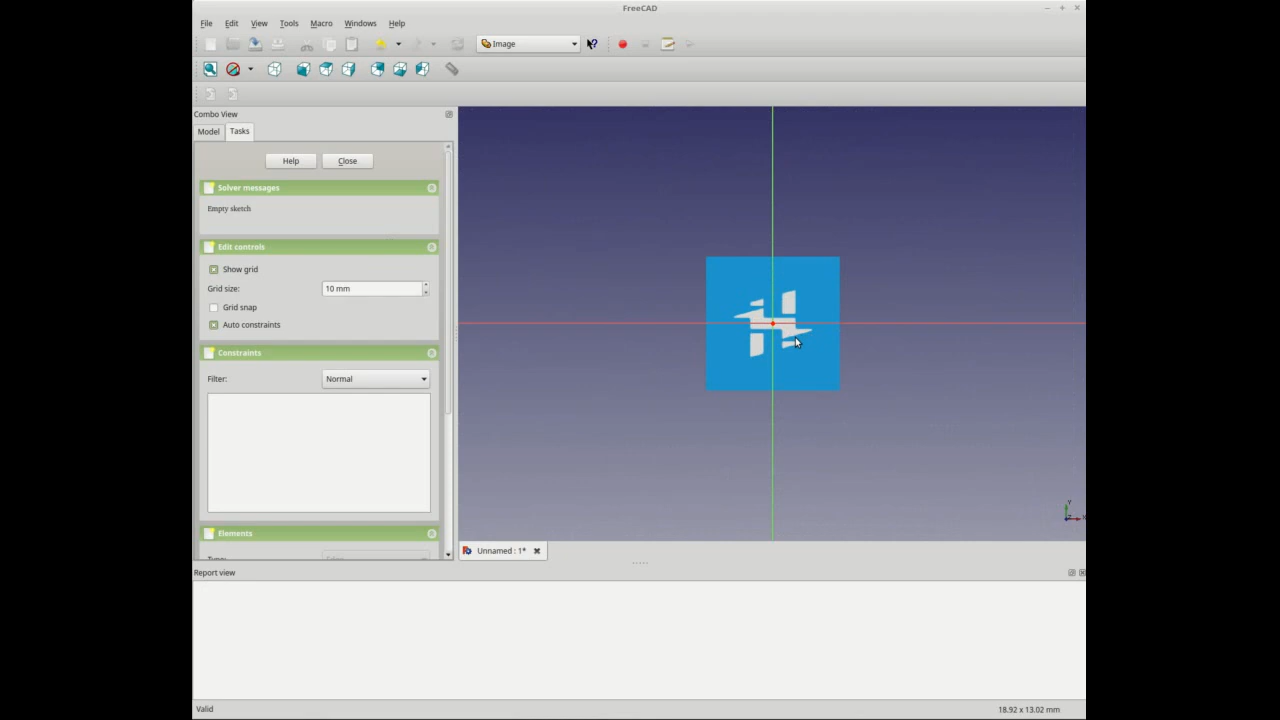 FreeCAD
File Edit View Tools Macro Windows Help
Image
Combo View
Model Tasks
Help Close
Solver messages
Empty sketch
Edit controls
Show grid
Grid size: 10 mm
Grid snap
Auto constraints
Constraints
Filter: Normal
Elements
Y
X
Unnamed : 1*
Report view
Valid 18.92 x 13.02 mm